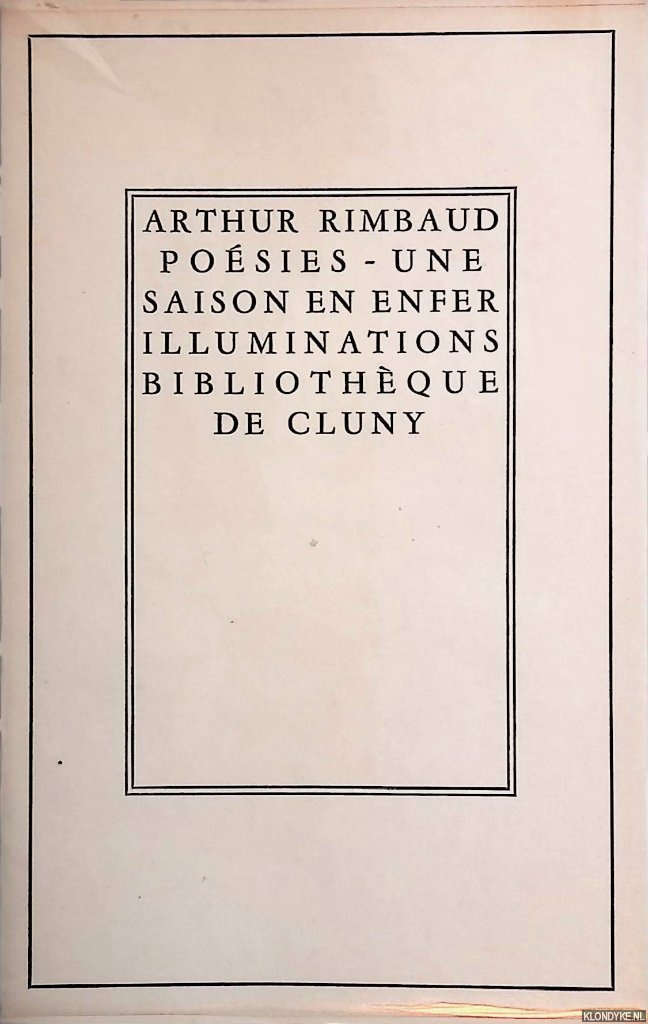 ARTHUR RIMBAUD
POÉSIES - UNE
SAISON EN ENFER
ILLUMINATIONS
BIBLIOTHÈQUE
DE CLUNY
KLONDYKE.NL